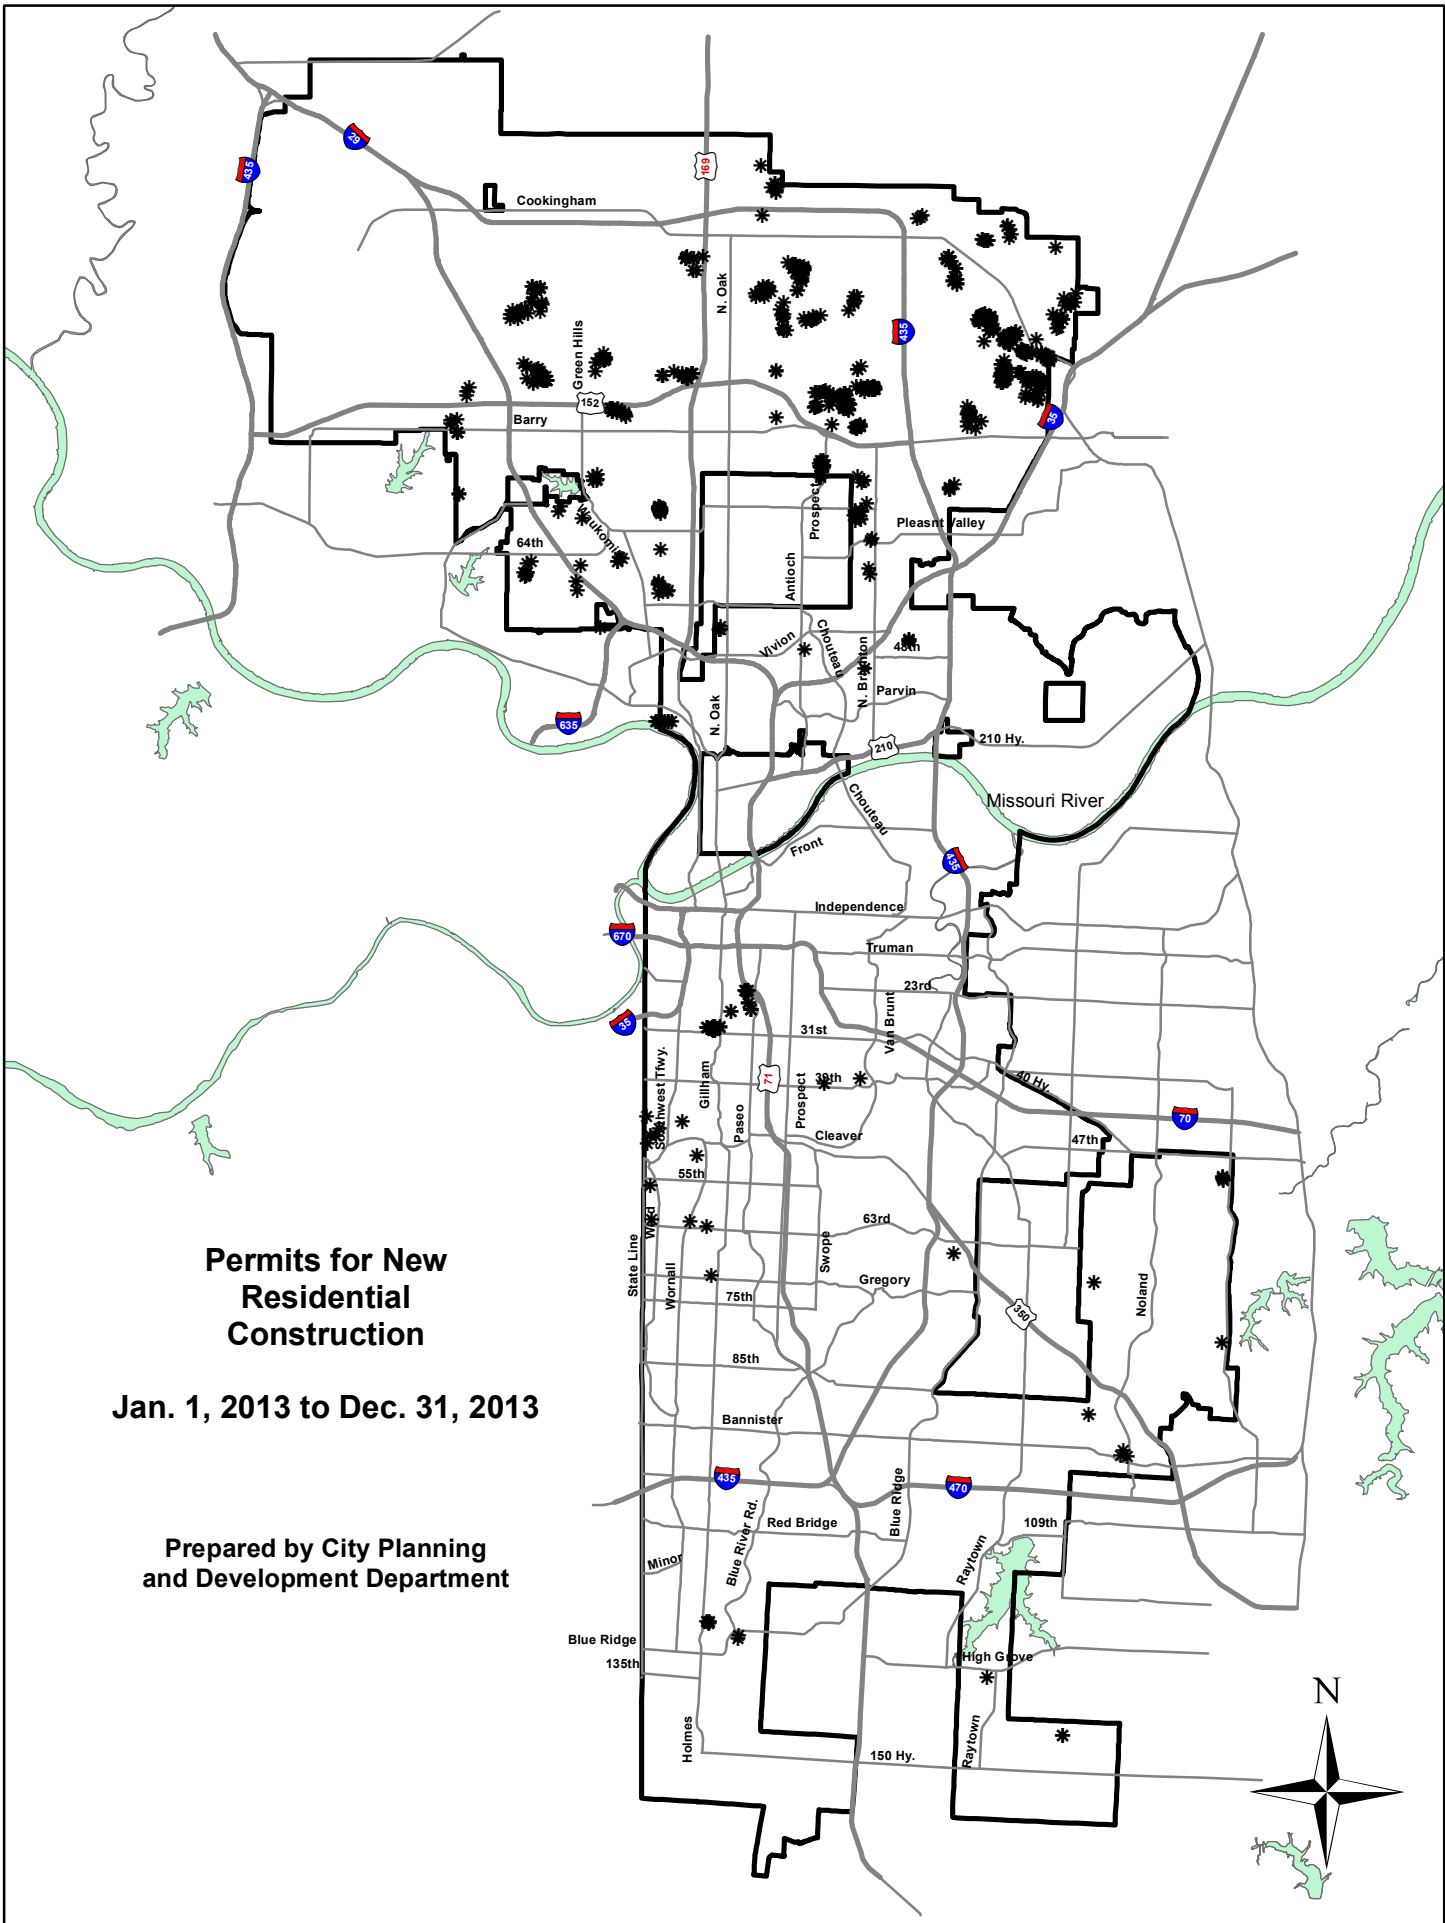 29
435
169
Cookingham
N. Oak
Green Hills
435
152
Barry
35
Prospect
Pleasnt Valley
Waukomis
64th
Antioch
Chouteau
Vivion
48th
N. Brighton
Parvin
N. Oak
635
210
210 Hy.
Missouri River
Chouteau
Front
435
Independence
670
Truman
23rd
35
31st
Van Brunt
Southwest Tfwy.
Gillham
71
39th
40 Hy.
Prospect
Paseo
70
Cleaver
47th
55th
Ward
63rd
Swope
State Line
Permits for New
Residential
Construction
Wornall
Gregory
75th
Noland
350
85th
Jan. 1, 2013 to Dec. 31, 2013
Bannister
435
470
Blue Ridge
Red Bridge
109th
Blue River Rd.
Raytown
Minor
Prepared by City Planning
and Development Department
Blue Ridge
High Grove
135th
N
Holmes
Raytown
150 Hy.